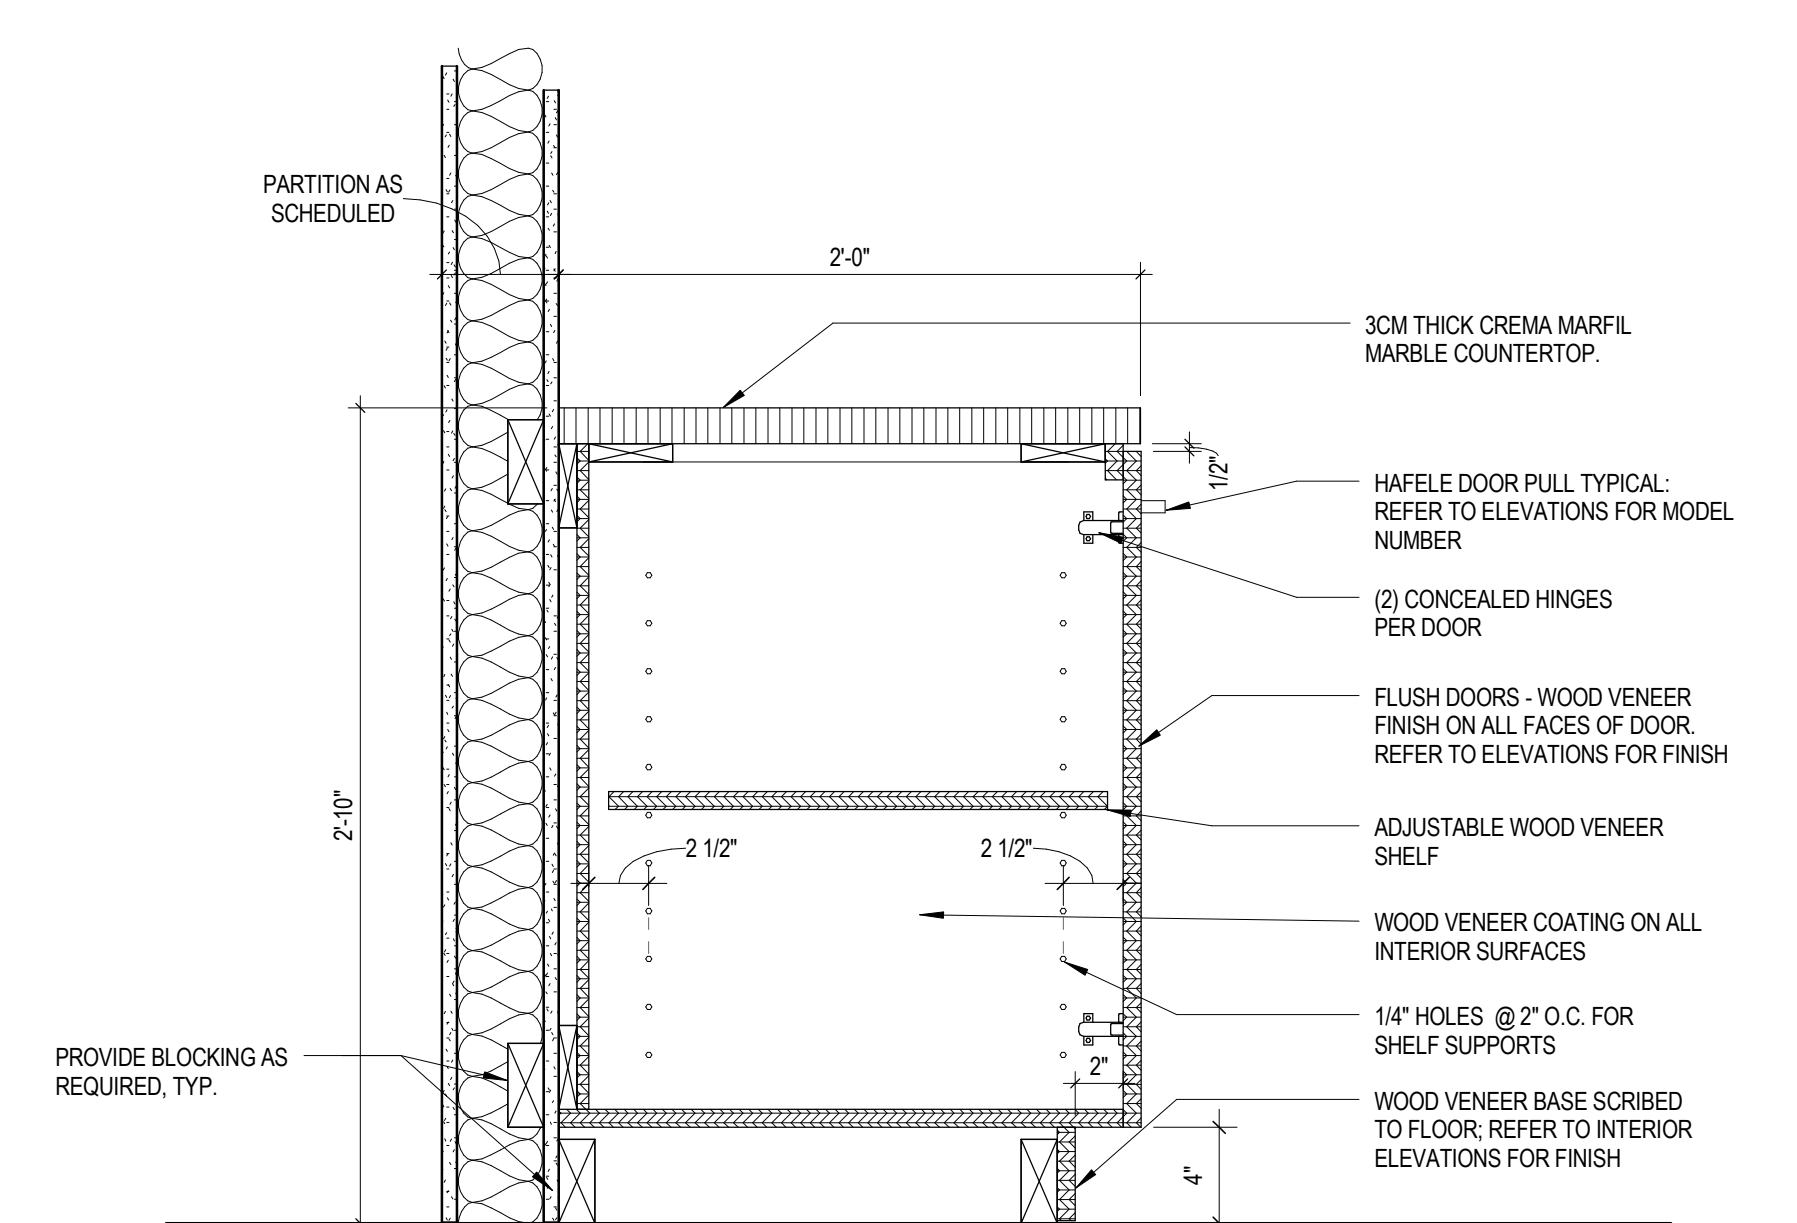 PARTITION AS
SCHEDULED
2'-0"
3CM THICK CREMA MARFIL
MARBLE COUNTERTOP.
1/2"
HAFELE DOOR PULL TYPICAL:
REFER TO ELEVATIONS FOR MODEL
NUMBER
(2) CONCEALED HINGES
PER DOOR
FLUSH DOORS - WOOD VENEER
FINISH ON ALL FACES OF DOOR.
REFER TO ELEVATIONS FOR FINISH
2'-10"
ADJUSTABLE WOOD VENEER
SHELF
2 1/2"
2 1/2"
WOOD VENEER COATING ON ALL
INTERIOR SURFACES
1/4" HOLES @ 2" O.C. FOR
SHELF SUPPORTS
PROVIDE BLOCKING AS
REQUIRED, TYP.
2"
WOOD VENEER BASE SCRIBED
TO FLOOR; REFER TO INTERIOR
ELEVATIONS FOR FINISH
4"